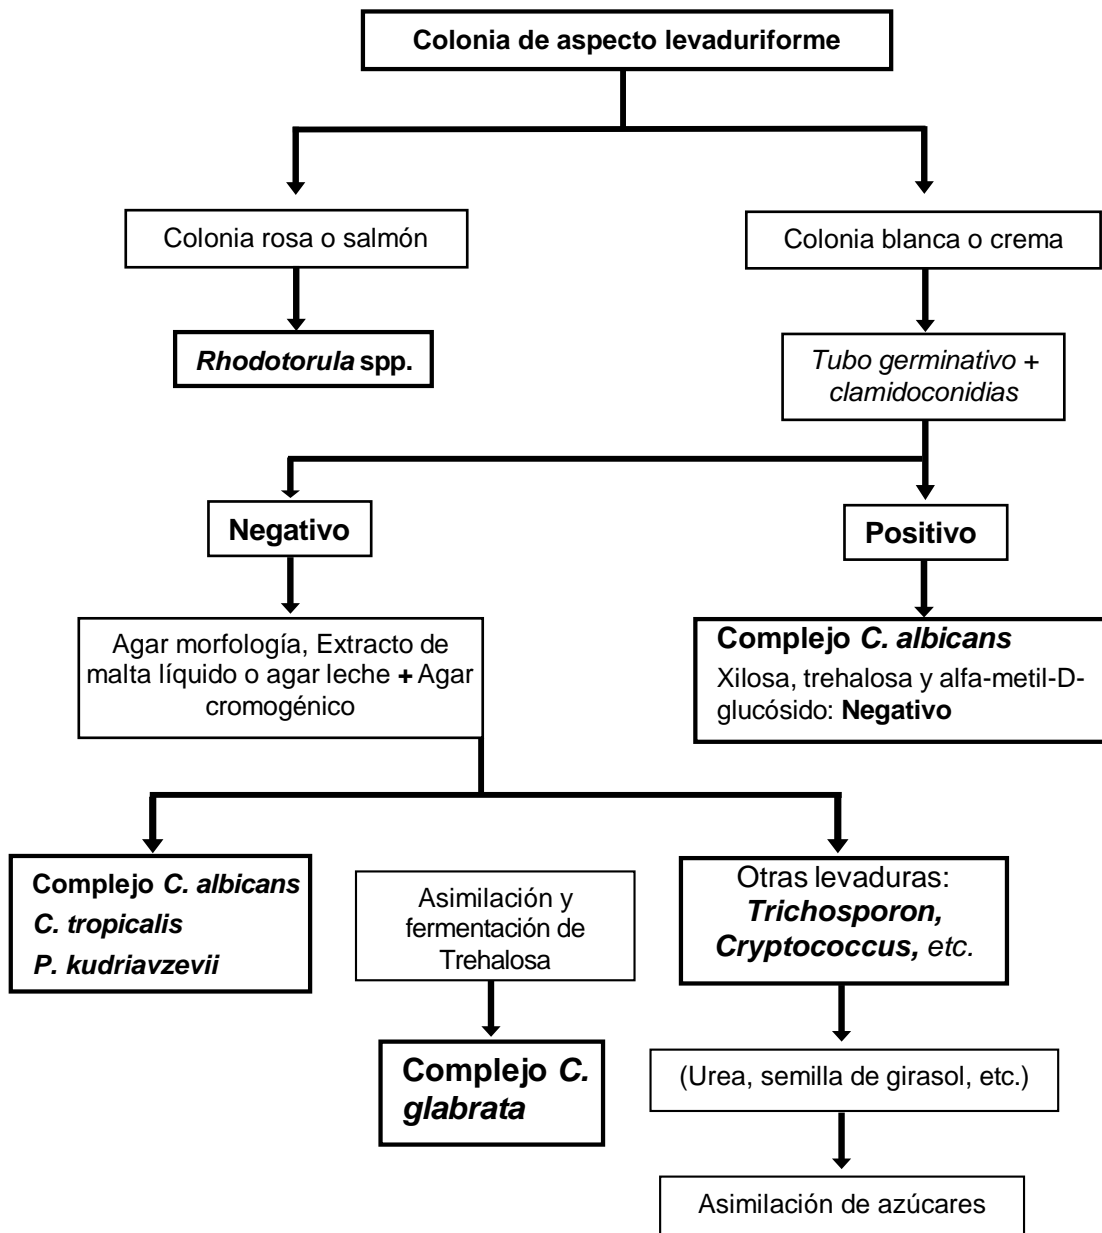 Colonia de aspecto levaduriforme
Colonia rosa o salmón
Colonia blanca o crema
Rhodotorula spp.
Tubo germinativo +
clamidoconidias
Negativo
Positivo
Agar morfología, Extracto de
malta líquido o agar leche + Agar
cromogénico
Complejo C. albicans
Xilosa, trehalosa y alfa-metil-D-
glucósido: Negativo
Complejo C. albicans
C. tropicalis
P. kudriavzevii
Asimilación y
fermentación de
Trehalosa
Otras levaduras:
Trichosporon,
Cryptococcus, etc.
Complejo C.
glabrata
(Urea, semilla de girasol, etc.)
Asimilación de azúcares